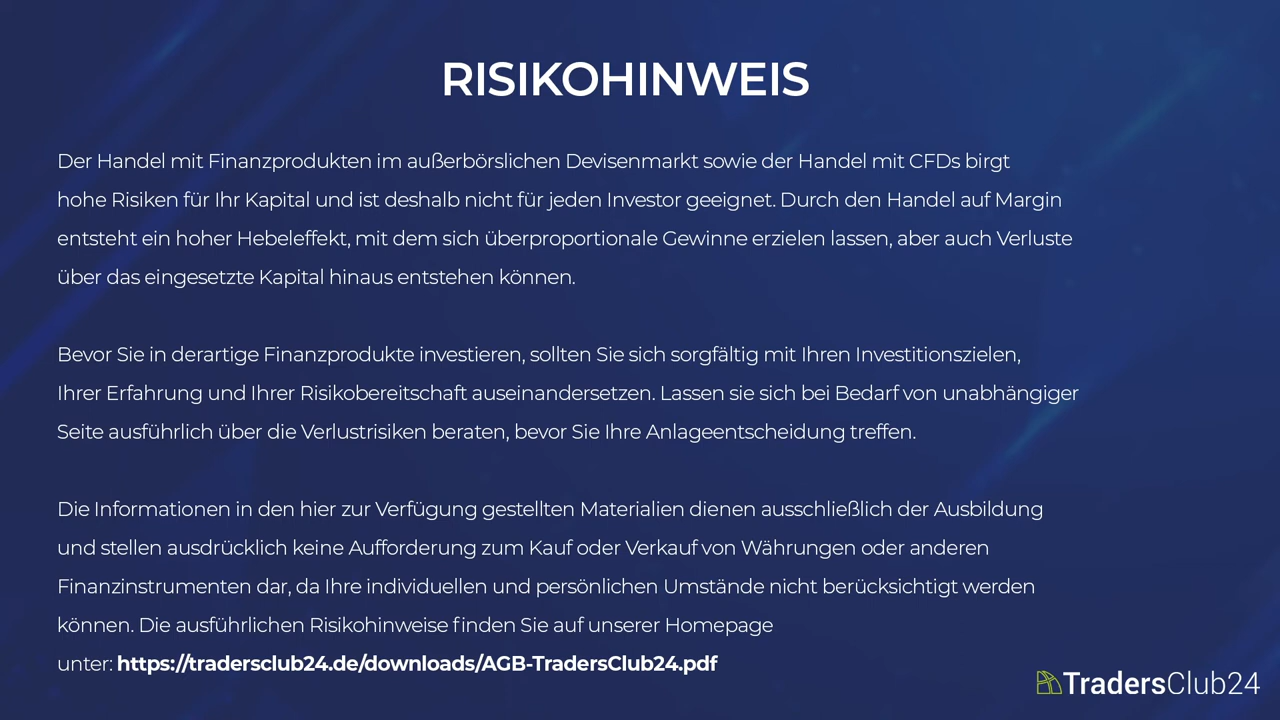 RISIKOHINWEIS
Der Handel mit Finanzprodukten im außerbörslichen Devisenmarkt sowie der Handel mit CFDs birgt
hohe Risiken für Ihr Kapital und ist deshalb nicht für jeden Investor geeignet. Durch den Handel auf Margin
entsteht ein hoher Hebeleffekt, mit dem sich überproportionale Gewinne erzielen lassen, aber auch Verluste
über das eingesetzte Kapital hinaus entstehen können.
Bevor Sie in derartige Finanzprodukte investieren, sollten Sie sich sorgfältig mit Ihren Investitionszielen,
Ihrer Erfahrung und Ihrer Risikobereitschaft auseinandersetzen. Lassen sie sich bei Bedarf von unabhängiger
Seite ausführlich über die Verlustrisiken beraten, bevor Sie Ihre Anlageentscheidung treffen.
Die Informationen in den hier zur Verfügung gestellten Materialien dienen ausschließlich der Ausbildung
und stellen ausdrücklich keine Aufforderung zum Kauf oder Verkauf von Währungen oder anderen
Finanzinstrumenten dar, da Ihre individuellen und persönlichen Umstände nicht berücksichtigt werden
können. Die ausführlichen Risikohinweise finden Sie auf unserer Homepage
unter: https://tradersclub24.de/downloads/AGB-TradersClub24.pdf
TradersClub24